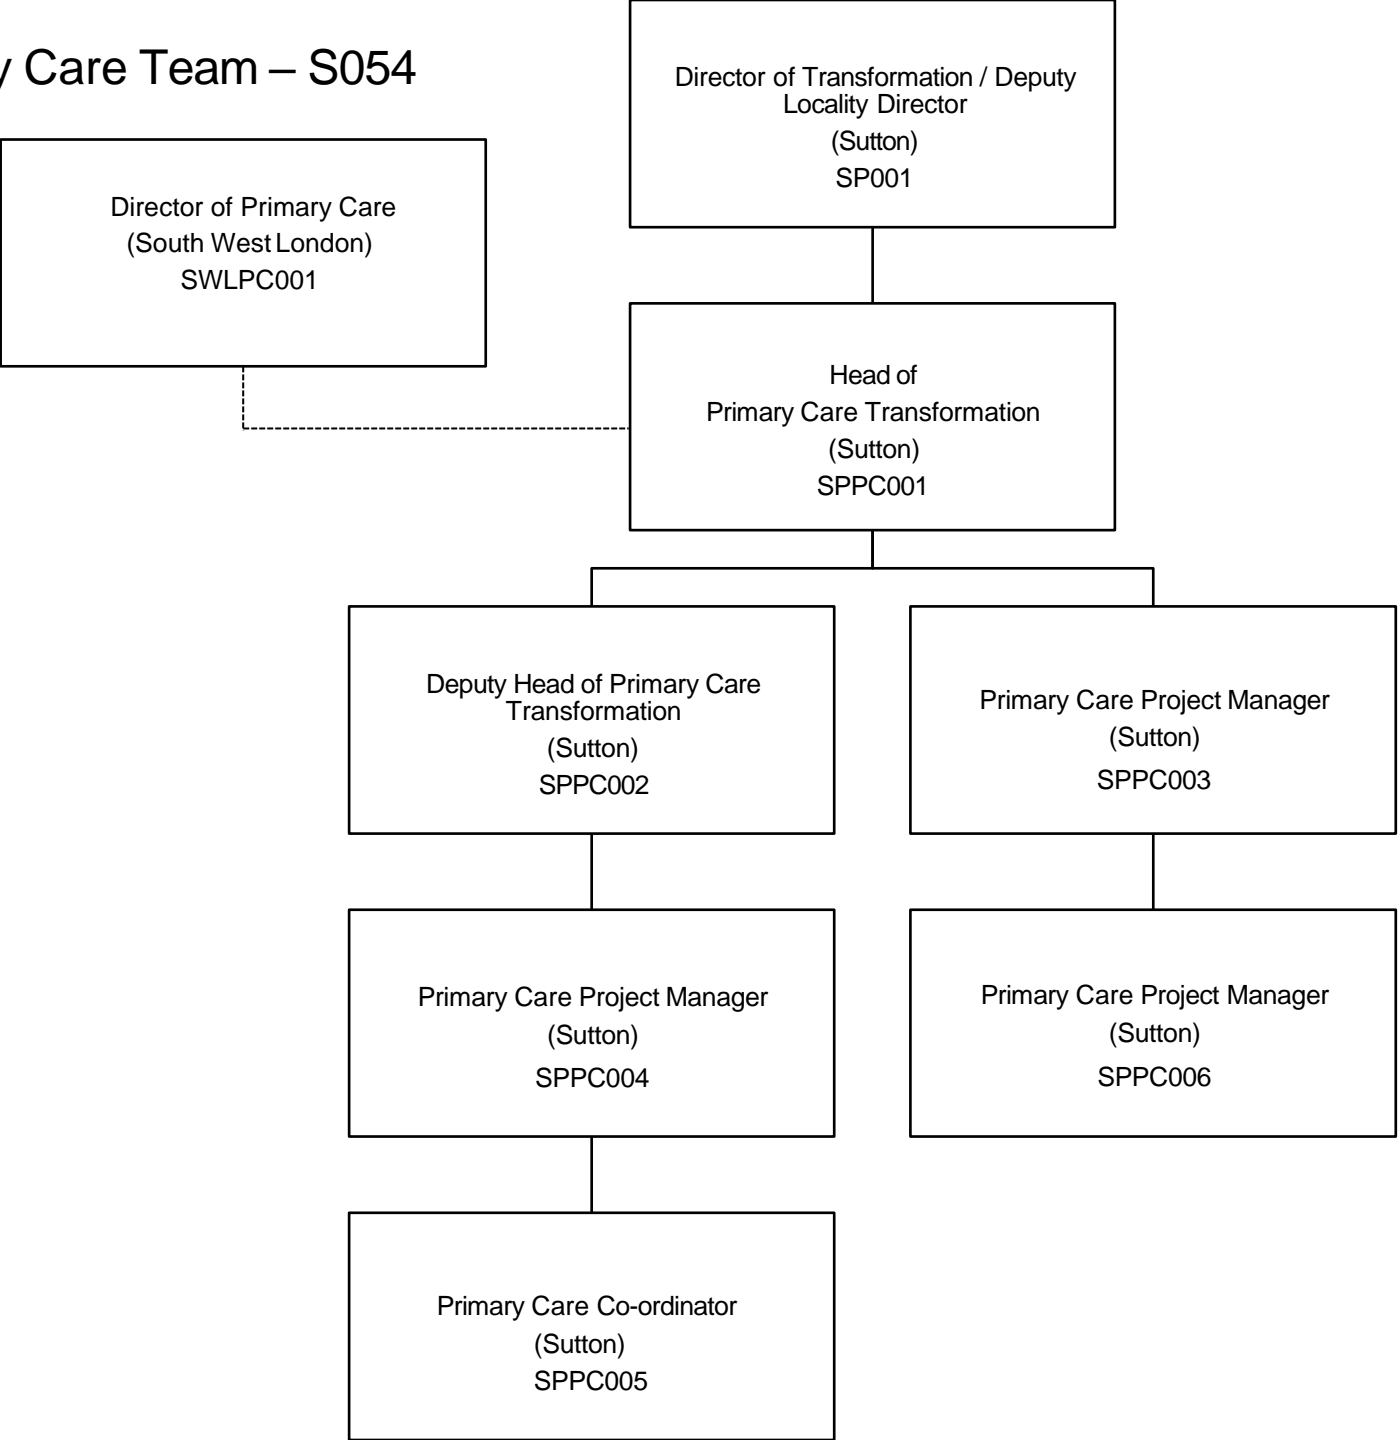 Care Team – S054
Director of Transformation / Deputy
Locality Director
(Sutton)
SP001
Director of Primary Care
(South West London)
SWLPC001
Head of
Primary Care Transformation
(Sutton)
SPPC001
Deputy Head of Primary Care
Transformation
(Sutton)
SPPC002
Primary Care Project Manager
(Sutton)
SPPC003
Primary Care Project Manager
(Sutton)
SPPC004
Primary Care Project Manager
(Sutton)
SPPC006
Primary Care Co-ordinator
(Sutton)
SPPC005